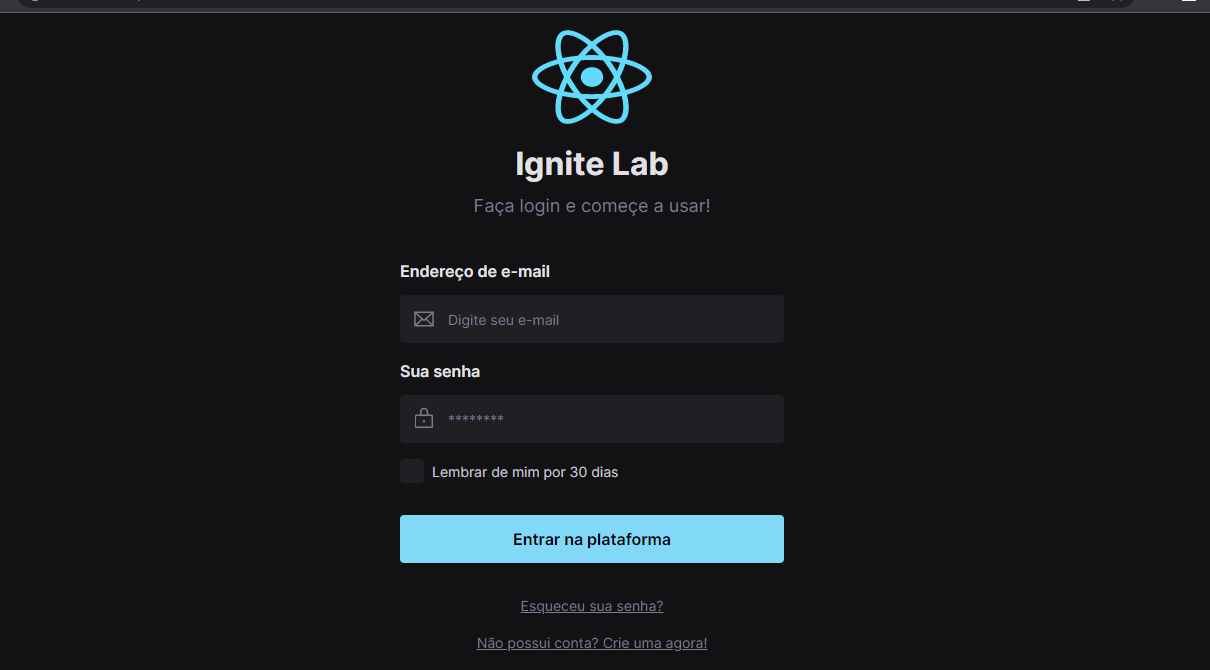 Ignite Lab
Faça login e começe a usar!
Endereço de e-mail
Digite seu e-mail
Sua senha
********
Lembrar de mim por 30 dias
Entrar na plataforma
Esqueceu sua senha?
Não possui conta? Crie uma agora!